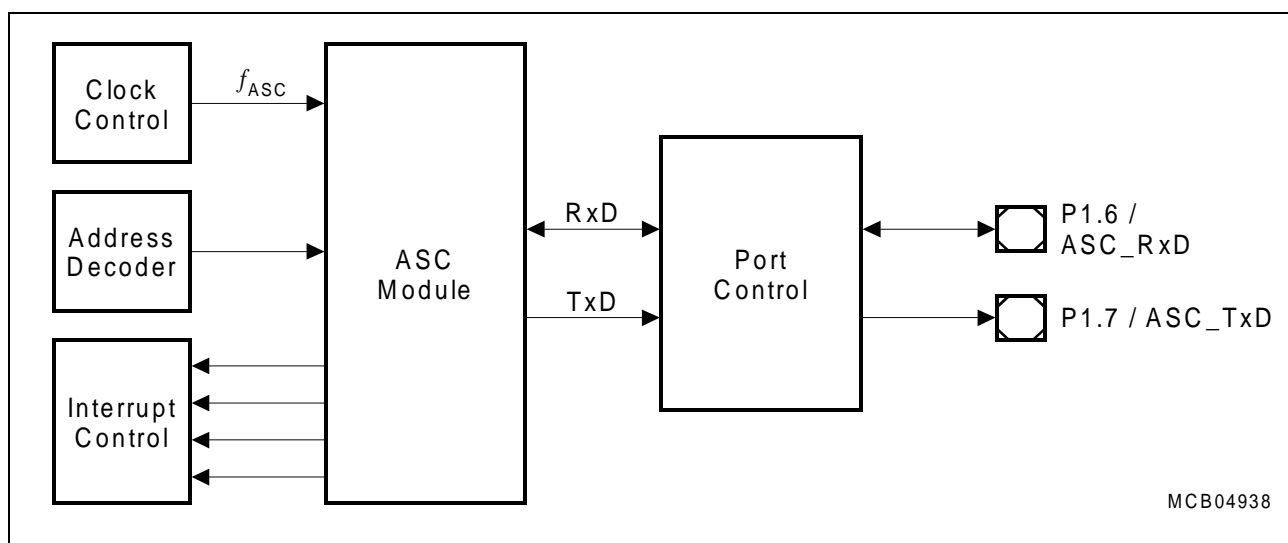 Clock
Control
fASC
Address
Decoder
Interrupt
Control
ASC
Module
RxD
TxD
Port
Control
P1.6 /
ASC_RxD
P1.7 / ASC_TxD
MCB04938